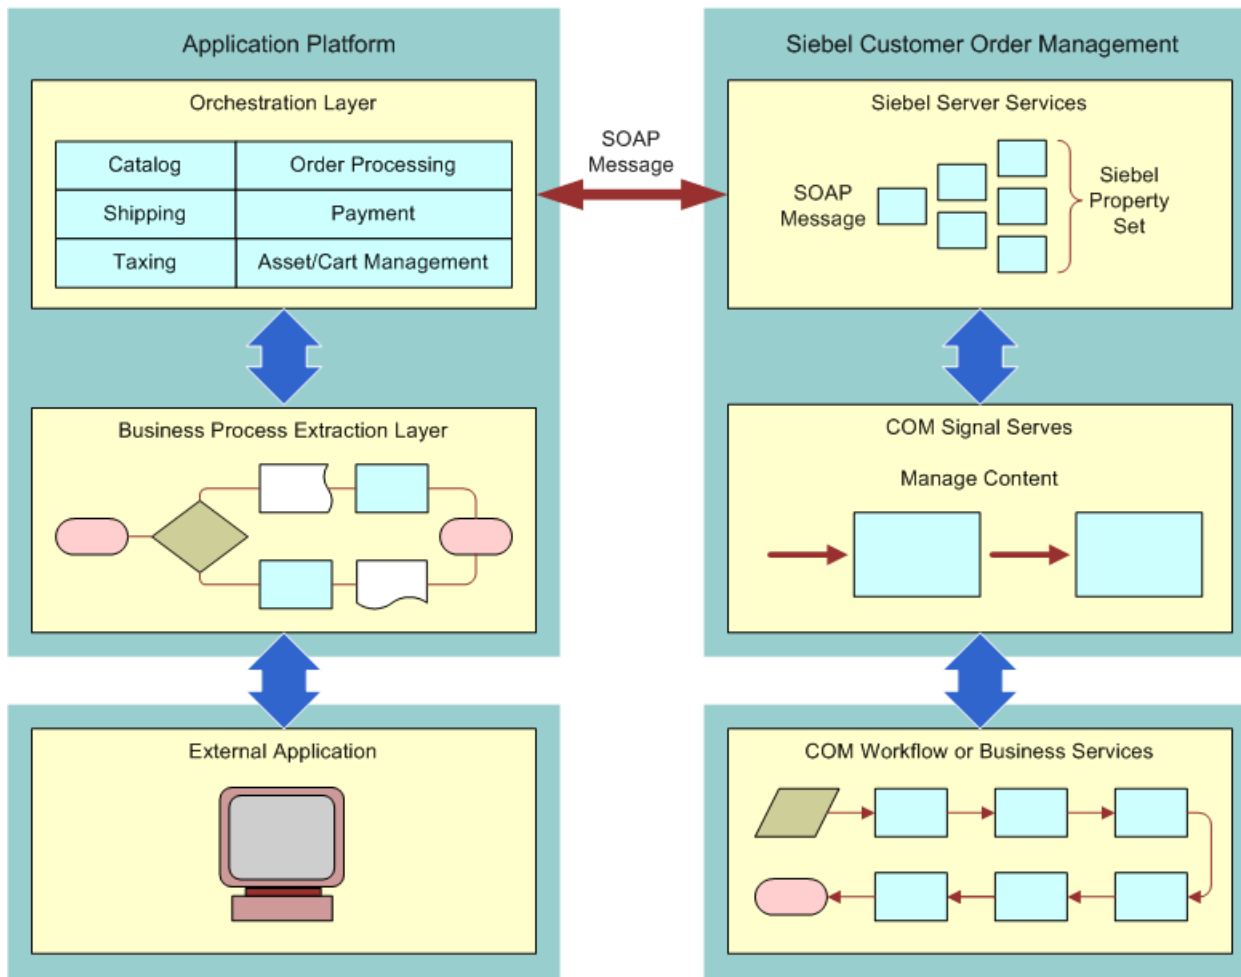 Application Platform
Orchestration Layer
Catalog
Order Processing
Shipping
Payment
Taxing
Asset/Cart Management
Business Process Extraction Layer
External Application
SOAP
Message
Siebel Customer Order Management
Siebel Server Services
SOAP
Message
Siebel
Property
Set
COM Signal Serves
Manage Content
COM Workflow or Business Services